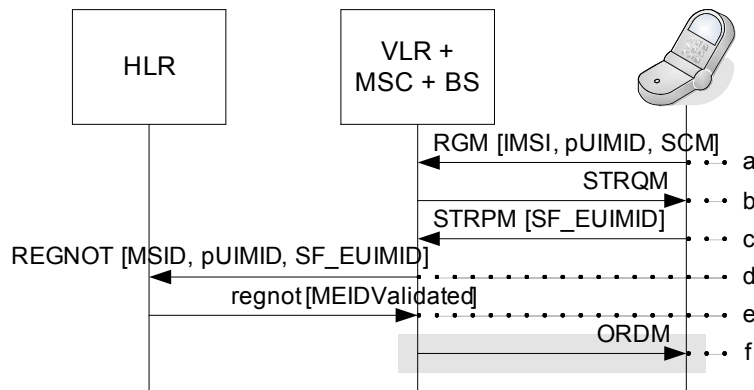 HLR
VLR +
MSC + BS
RGM [IMSI, pUIMID, SCM]
a
STRQM
b
STRPM [SF_EUIMID]
c
REGNOT [MSID, pUIMID, SF_EUIMID]
d
regnot [MEIDValidated]
e
ORDM
f